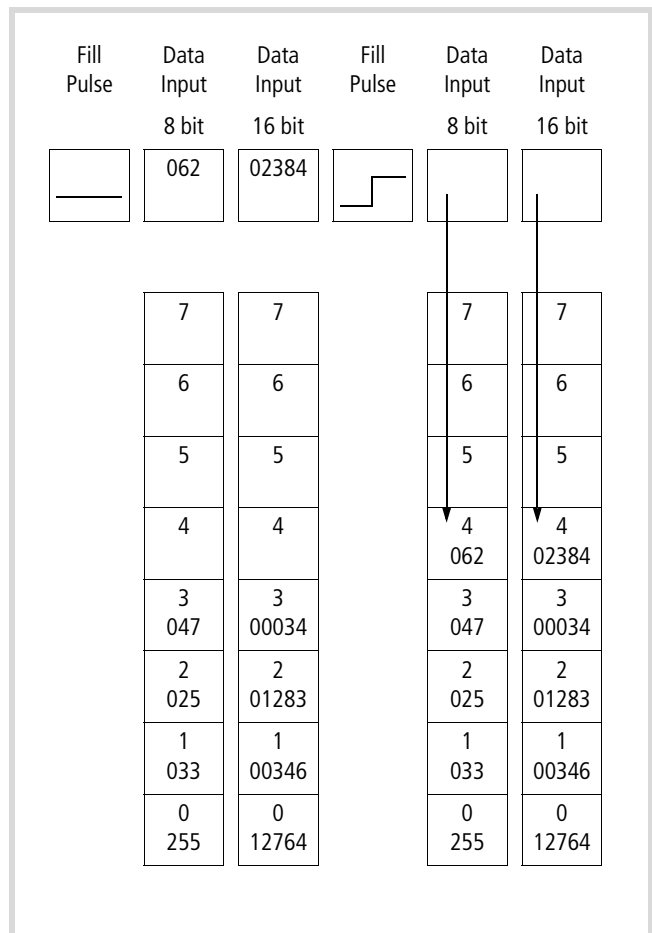 Fill Data Data Fill Data Data
Pulse Input Input Pulse Input Input
8 bit 16 bit 8 bit 16 bit
062 02384
7 7 7 7
6 6 6 6
5 5 5 5
4 4 4 4
062 02384
3 3 3 3
047 00034 047 00034
2 2 2 2
025 01283 025 01283
1 1 1 1
033 00346 033 00346
0 0 0 0
255 12764 255 12764